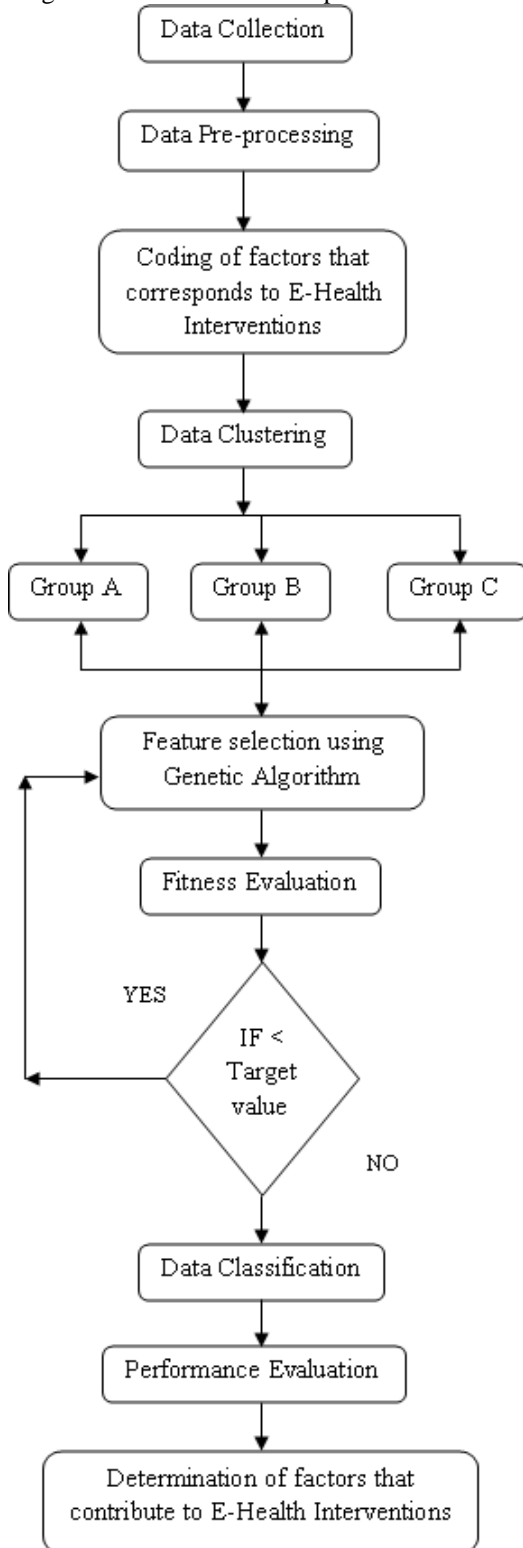 Data Collection
Data Pre-processing
Coding of factors that
corresponds to E-Health
Interventions
Data Clustering
Group A
Group B
Group C
Feature selection using
Genetic Algorithm
Fitness Evaluation
YES
IF <
Target
value
NO
Data Classification
Performance Evaluation
Determination of factors that
contribute to E-Health Interventions